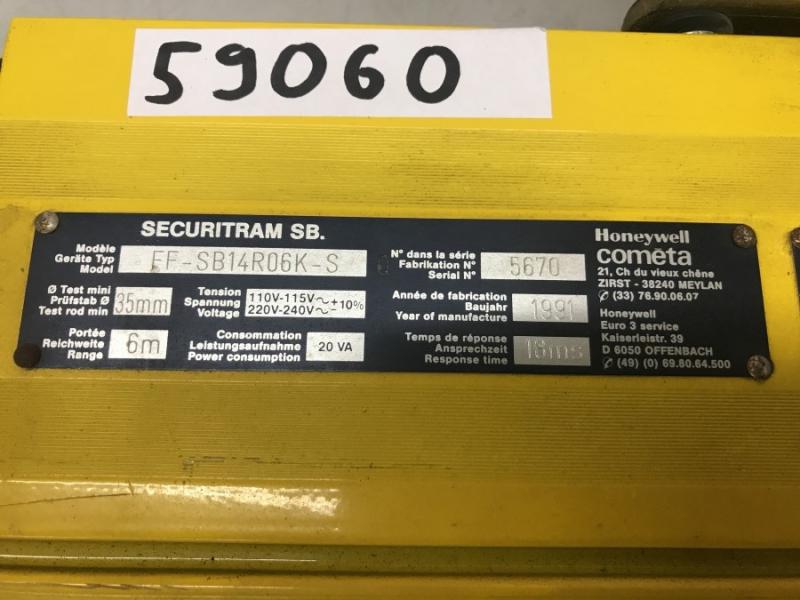 59060
SECURITRAM SB.
Modèle
Geräte Typ
Model
FF-SB14R06K-S
Ø Test mini
Prüfstab Ø
Test rod min
35mm
Tension
Spannung
Voltage
110V-115V~
220V-240V~
±10%
Portée
Reichweite
Range
6m
Consommation
Leistungsaufnahme
Power consumption
20 VA
N° dans la série
Fabrikation N°
Serial N°
5670
Année de fabrication
Baujahr
Year of manufacture
1991
Temps de réponse
Ansprechzeit
Response time
16ms
Honeywell
cométa
21, Ch du vieux chêne
ZIRST - 38240 MEYLAN
✆ (33) 76.90.06.07
Honeywell
Euro 3 service
Kaiserleistr. 39
D 6050 OFFENBACH
✆ (49) (0) 69.80.64.500